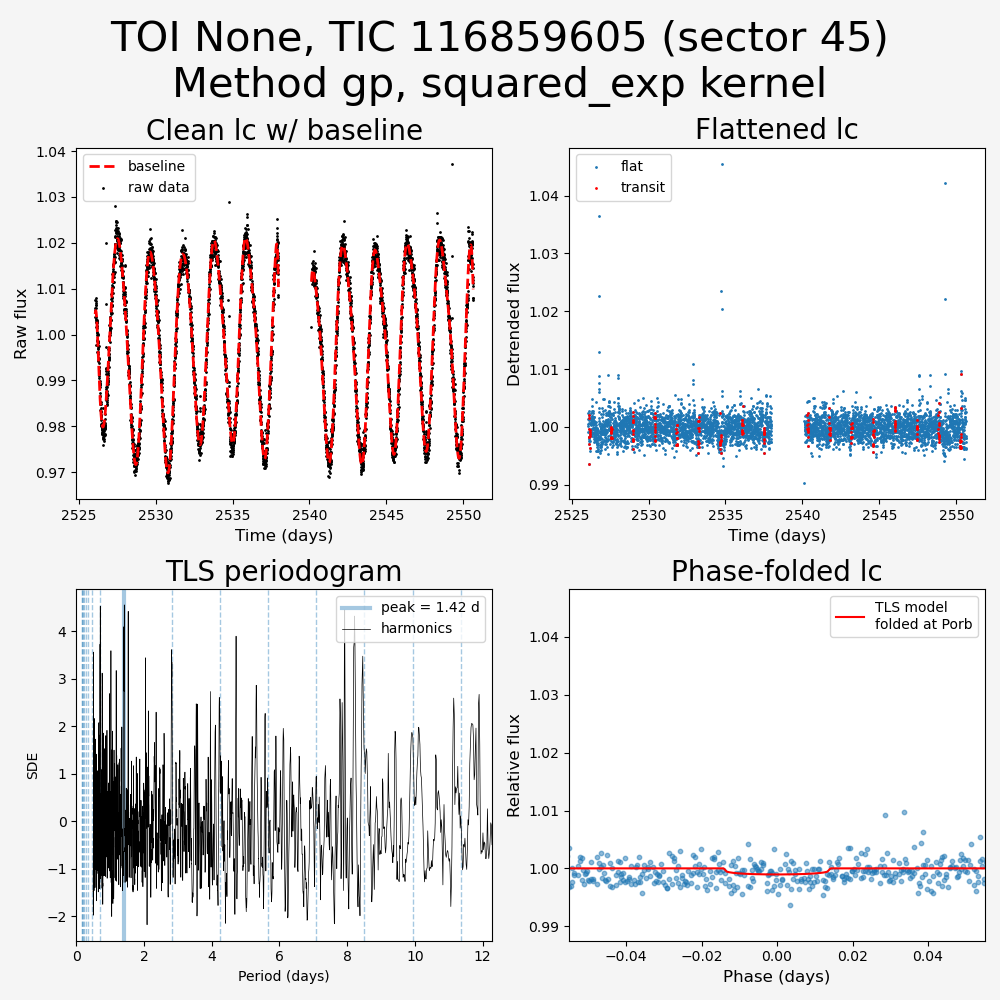 TOI None, TIC 116859605 (sector 45)
Method gp, squared_exp kernel
Clean lc w/ baseline
baseline
raw data
1.04
1.03
1.02
1.01
1.00
0.99
0.98
0.97
Raw flux
2525
2530
2535
2540
2545
2550
Time (days)
Flattened lc
flat
transit
1.04
1.03
1.02
1.01
1.00
0.99
Detrended flux
2525
2530
2535
2540
2545
2550
Time (days)
TLS periodogram
peak = 1.42 d
harmonics
4
3
2
1
0
−1
−2
SDE
0
2
4
6
8
10
12
Period (days)
Phase-folded lc
TLS model
folded at Porb
1.04
1.03
1.02
1.01
1.00
0.99
Relative flux
−0.04
−0.02
0.00
0.02
0.04
Phase (days)